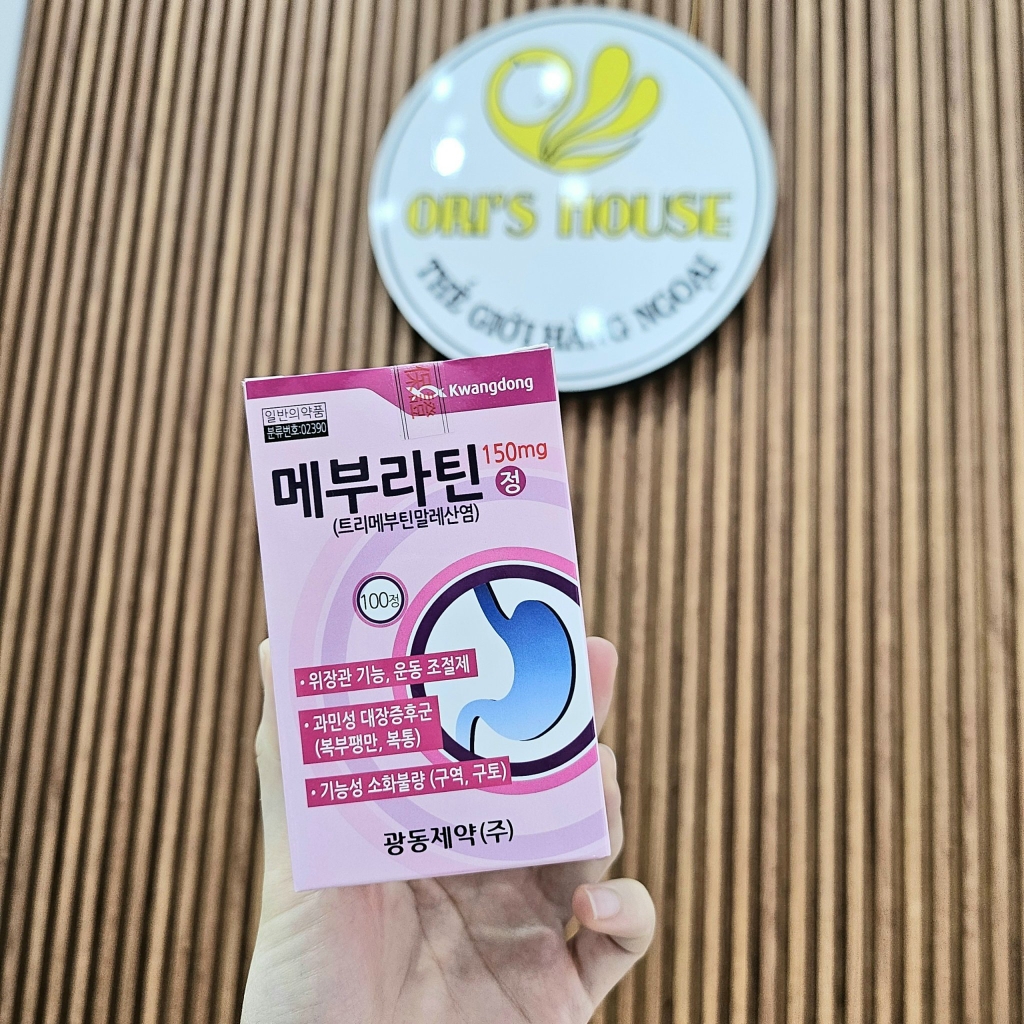 ORI'S HOUSE
THẾ GIỚI HÀNG NGOẠI
Kwangdong
일반의약품
분류번호:02390
메부라틴 150mg
정
(트리메부틴말레산염)
100정
• 위장관 기능, 운동 조절제
• 과민성 대장증후군
(복부팽만, 복통)
• 기능성 소화불량 (구역, 구토)
광동제약(주)